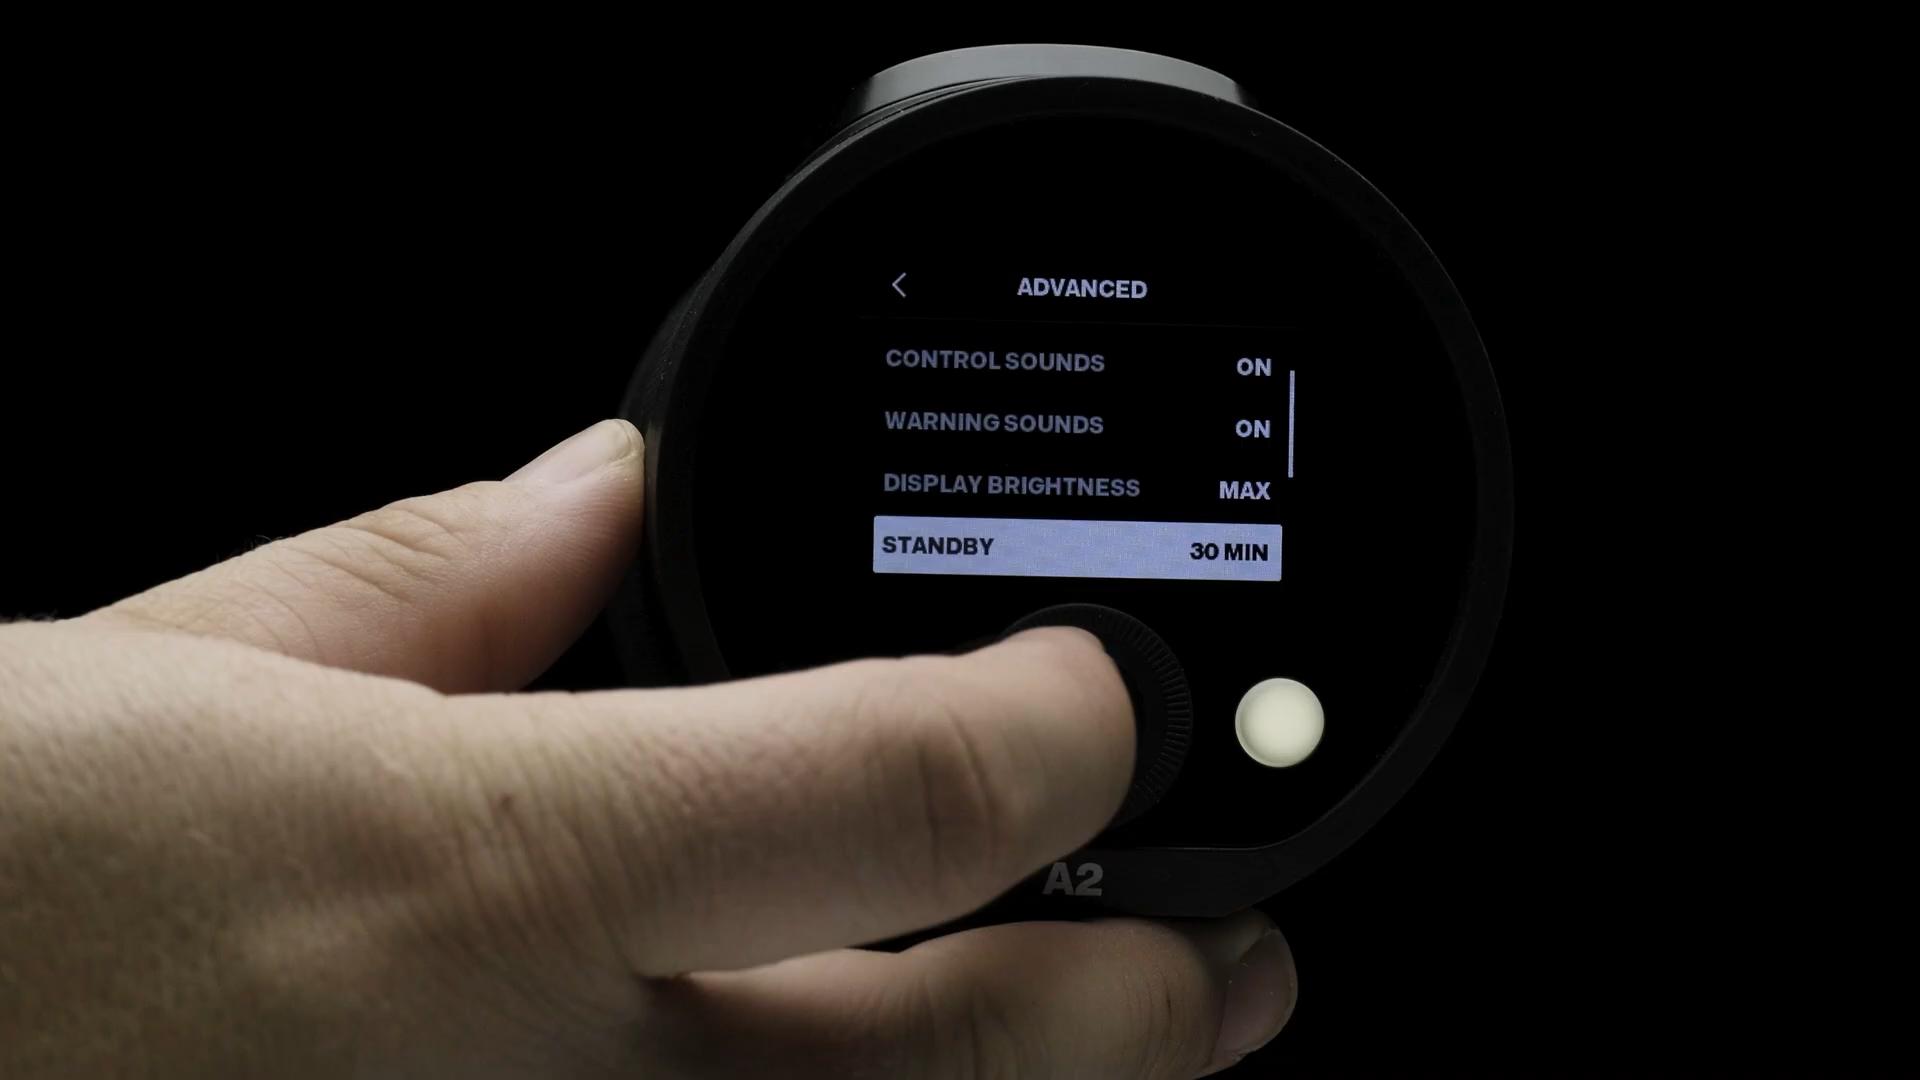 ADVANCED
CONTROL SOUNDS ON
WARNING SOUNDS ON
DISPLAY BRIGHTNESS MAX
STANDBY 30 MIN
A2